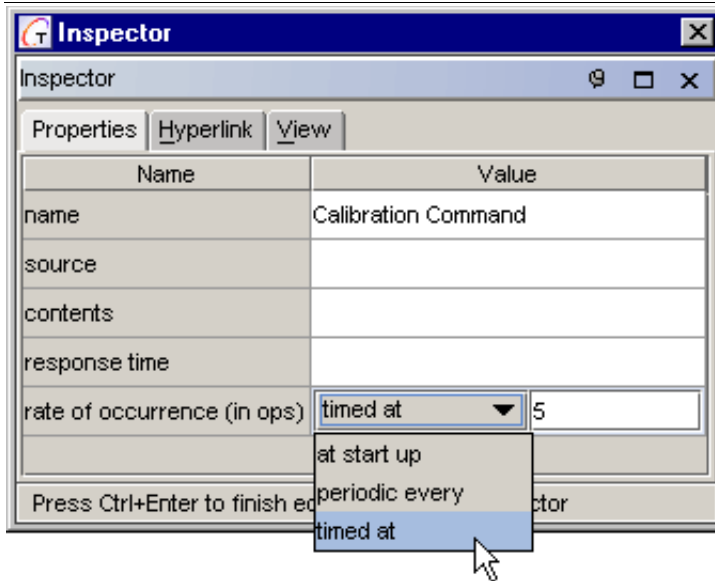 Inspector
Inspector
Properties Hyperlink View
Name Value
name Calibration Command
source
contents
response time
rate of occurrence (in ops) timed at 5
at start up
periodic every
timed at
Press Ctrl+Enter to finish ed ctor